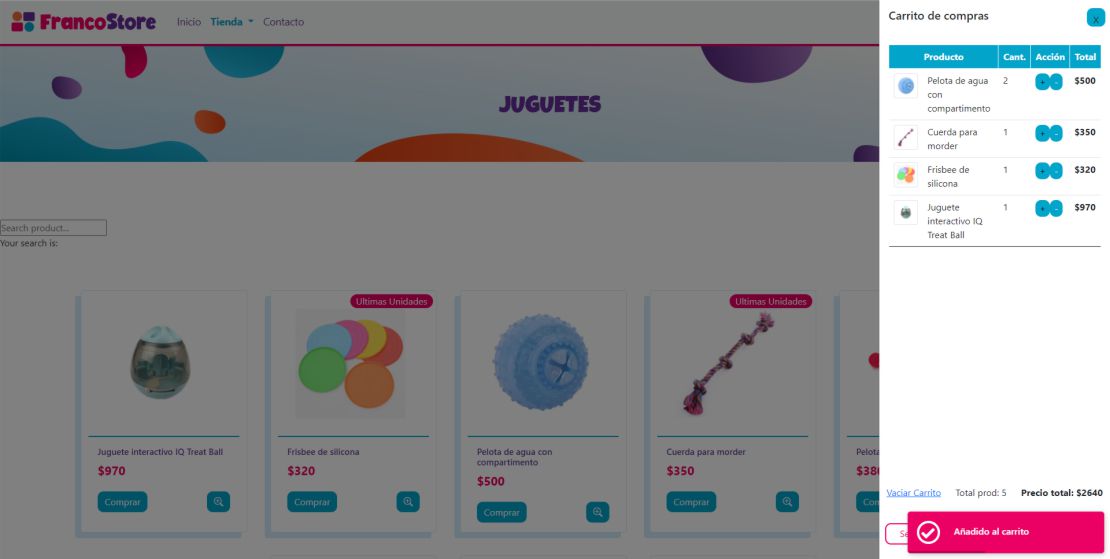 FrancoStore
Inicio Tienda Contacto
JUGUETES
Search product...
Your search is:
Ultimas Unidades
Ultimas Unidades
Juguete interactivo IQ Treat Ball
$970
Comprar
Frisbee de silicona
$320
Comprar
Pelota de agua con
compartimento
$500
Comprar
Cuerda para morder
$350
Comprar
Carrito de compras
x
Producto Cant. Acción Total
Pelota de agua
con
compartimento
2 + - $500
Cuerda para
morder
1 + - $350
Frisbee de
silicona
1 + - $320
Juguete
interactivo IQ
Treat Ball
1 + - $970
Vaciar Carrito Total prod: 5 Precio total: $2640
Añadido al carrito